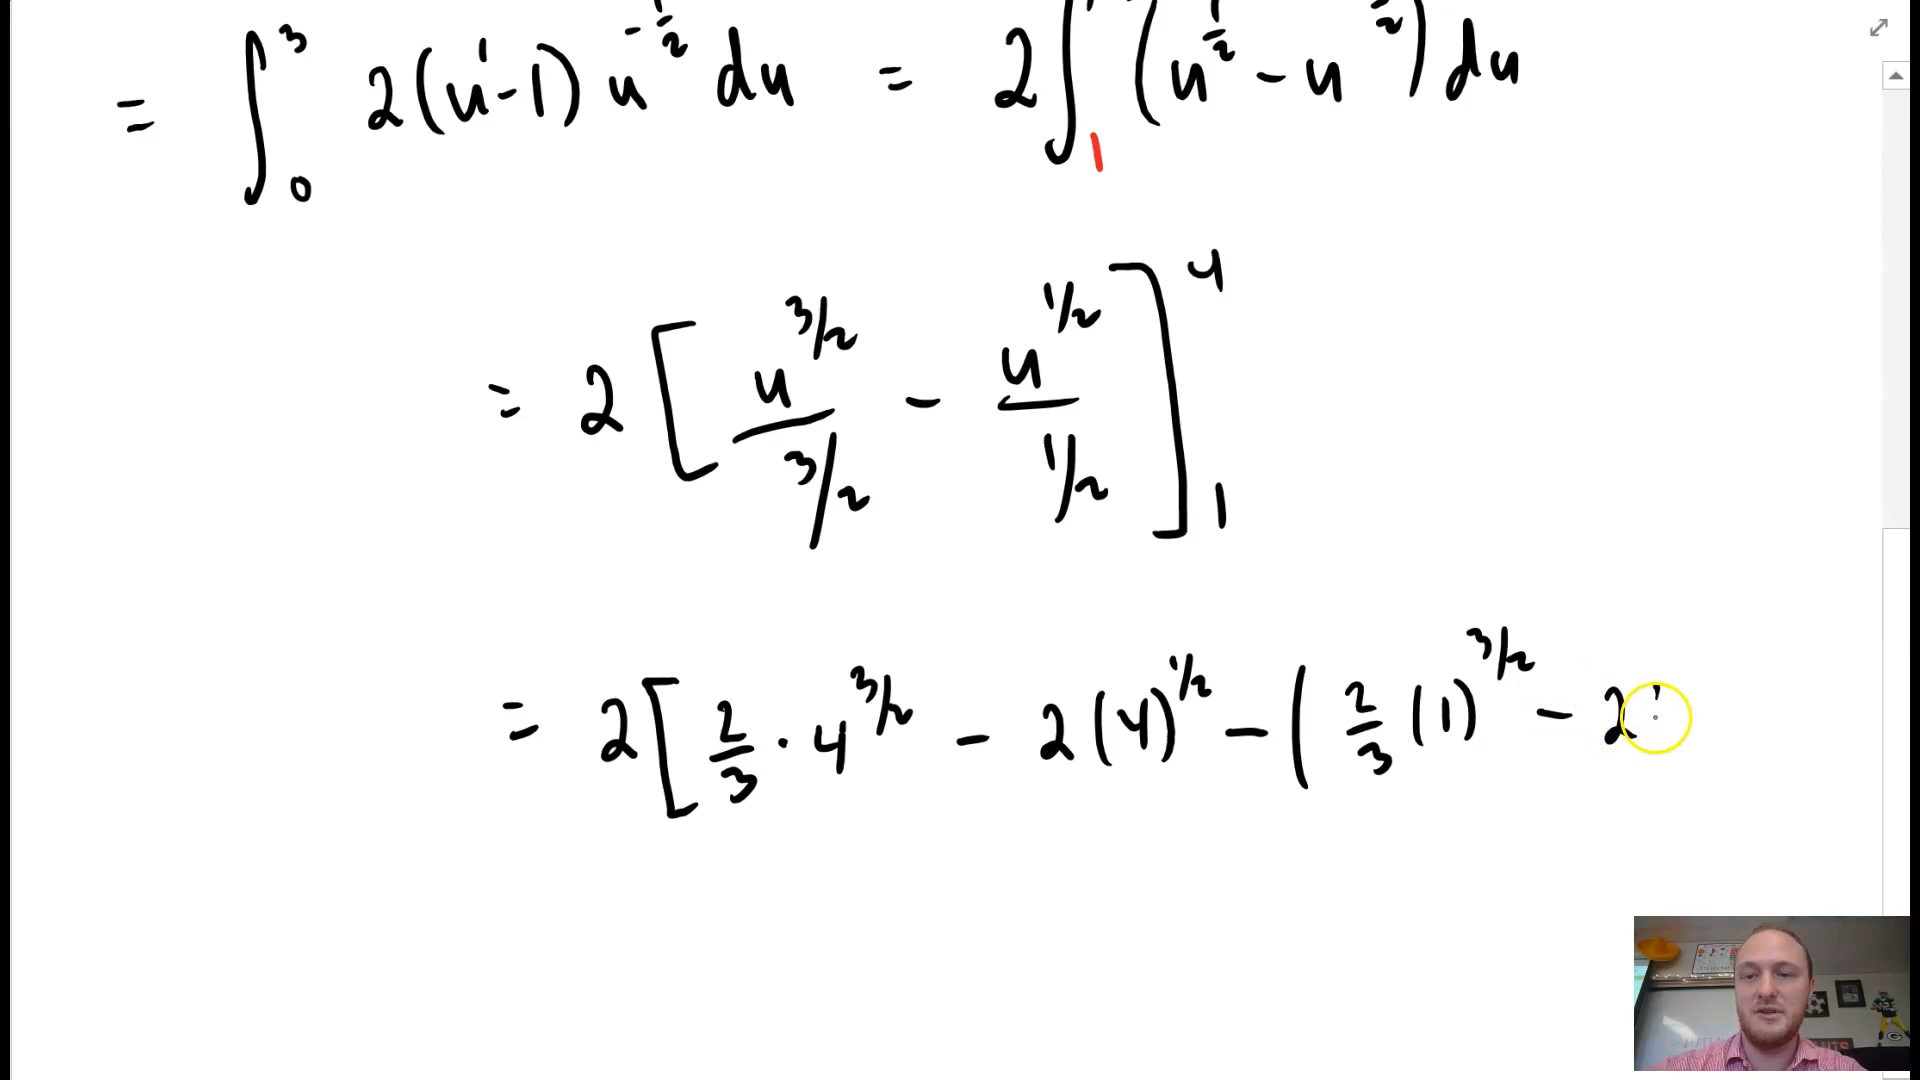 = ∫₀³ 2(u¹-1) u^{-1/2} du = 2∫₁ (u^{1/2} - u^{-1/2}) du
= 2 [ u^{3/2} / 3/2 - u^{1/2} / 1/2 ]₁⁴
= 2 [ 2/3 · 4^{3/2} - 2(4)^{1/2} - ( 2/3 (1)^{3/2} - 2